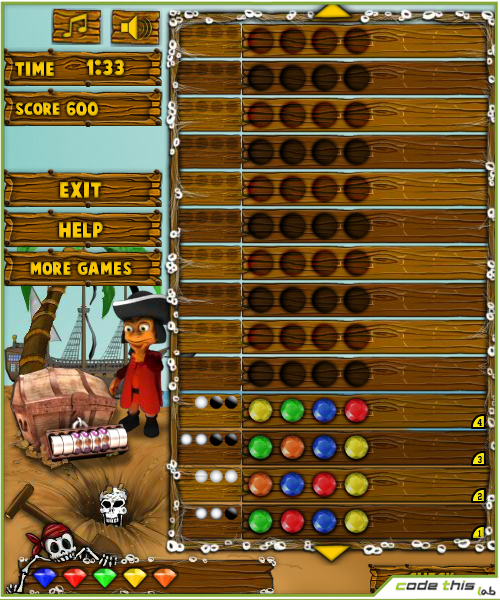 TIME 1:33
SCORE 600
EXIT
HELP
MORE GAMES
4
3
2
1
code this lab